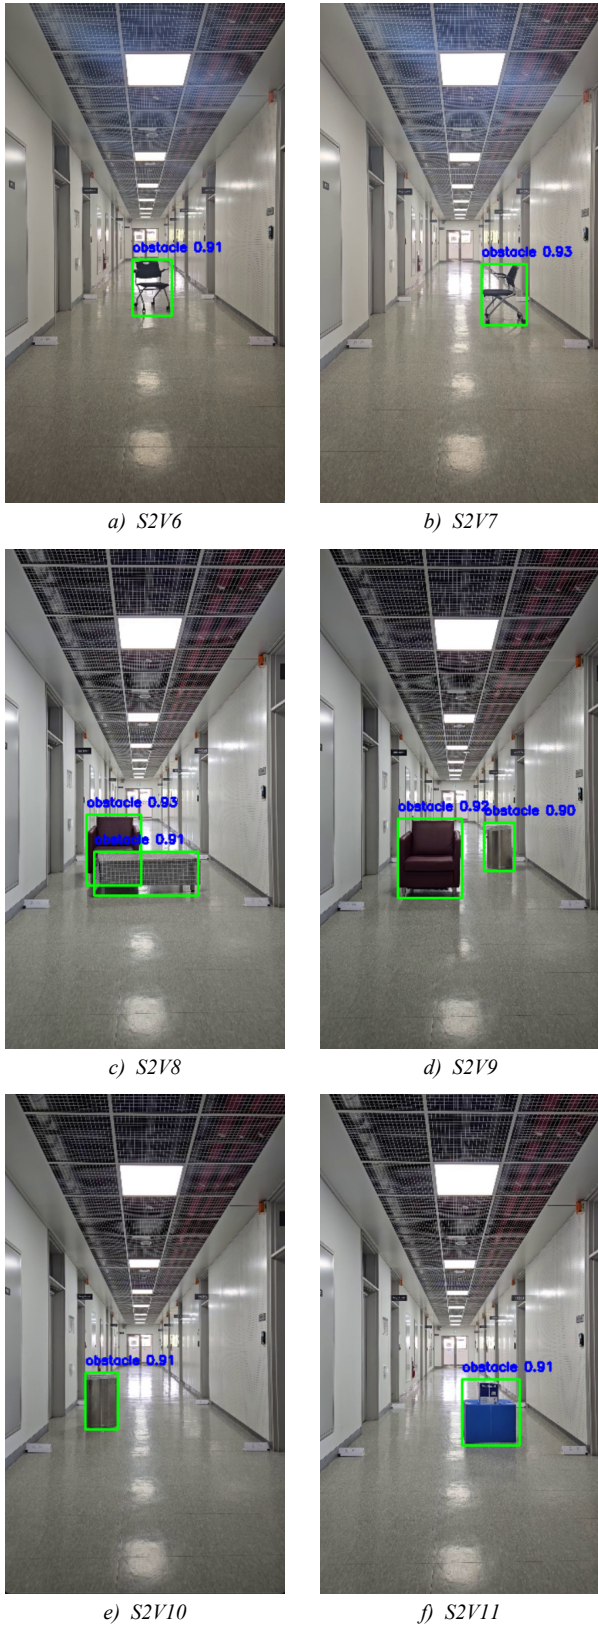 obstacle 0.91
obstacle 0.93
a) S2V6
b) S2V7
obstacle 0.93
obstacle 0.91
obstacle 0.92
obstacle 0.90
c) S2V8
d) S2V9
obstacle 0.91
obstacle 0.91
e) S2V10
f) S2V11